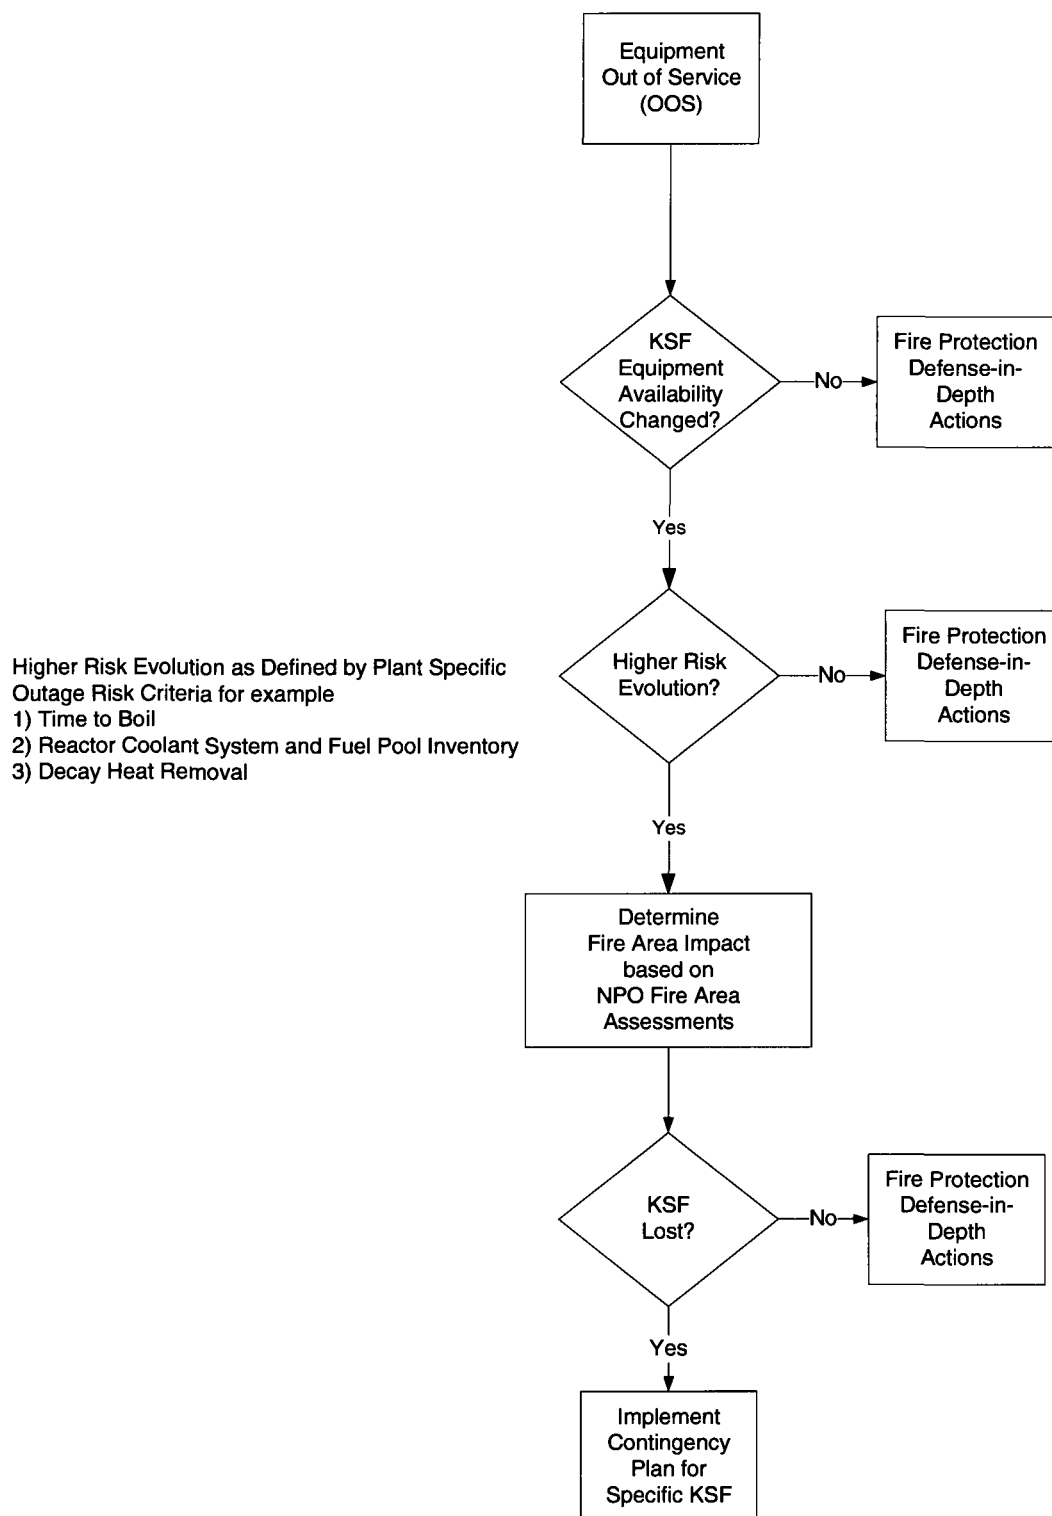 Equipment
Out of Service
(OOS)
KSF
Equipment
Availability
Changed?
No
Fire Protection
Defense-in-
Depth
Actions
Yes
Higher Risk Evolution as Defined by Plant Specific
Outage Risk Criteria for example
1) Time to Boil
2) Reactor Coolant System and Fuel Pool Inventory
3) Decay Heat Removal
Higher Risk
Evolution?
No
Fire Protection
Defense-in-
Depth
Actions
Yes
Determine
Fire Area Impact
based on
NPO Fire Area
Assessments
KSF
Lost?
No
Fire Protection
Defense-in-
Depth
Actions
Yes
Implement
Contingency
Plan for
Specific KSF